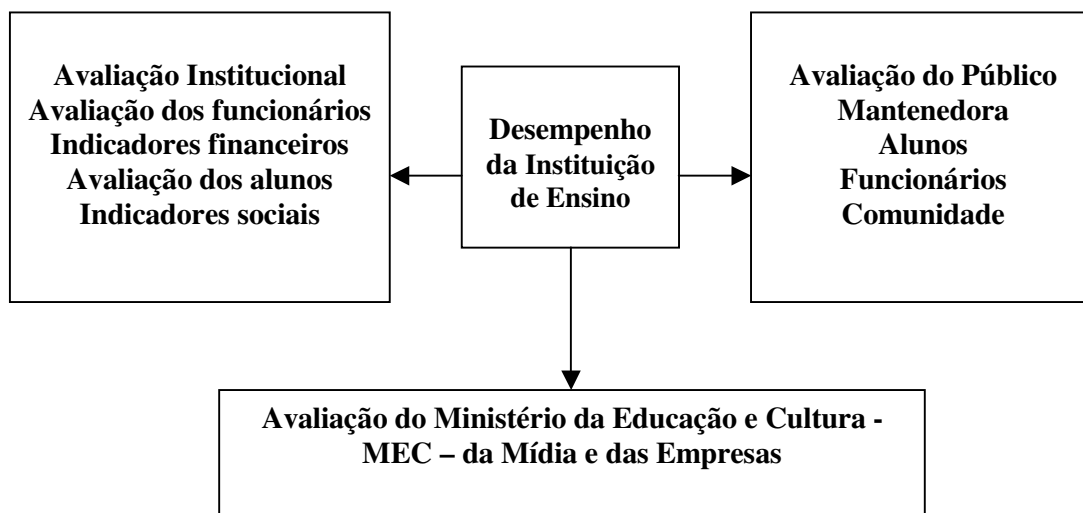 Avaliação Institucional
Avaliação dos funcionários
Indicadores financeiros
Avaliação dos alunos
Indicadores sociais
Desempenho
da Instituição
de Ensino
Avaliação do Público
Mantenedora
Alunos
Funcionários
Comunidade
Avaliação do Ministério da Educação e Cultura -
MEC – da Mídia e das Empresas